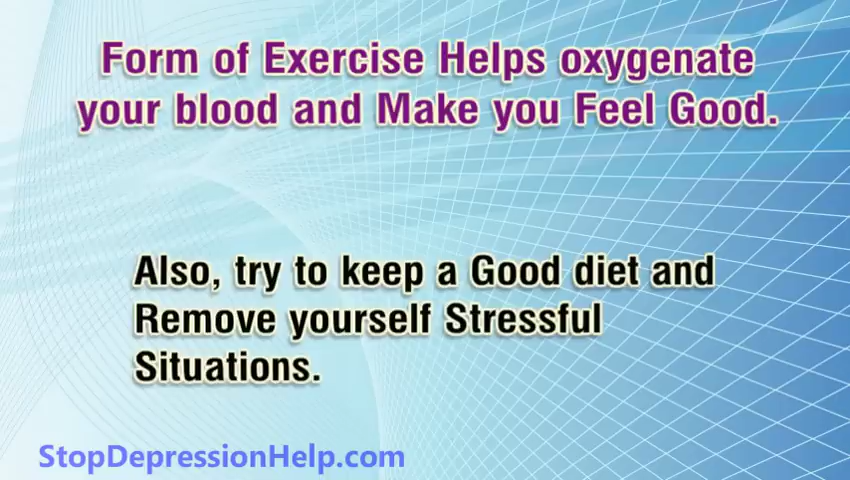 Form of Exercise Helps oxygenate
your blood and Make you Feel Good.
Also, try to keep a Good diet and
Remove yourself Stressful
Situations.
StopDepressionHelp.com